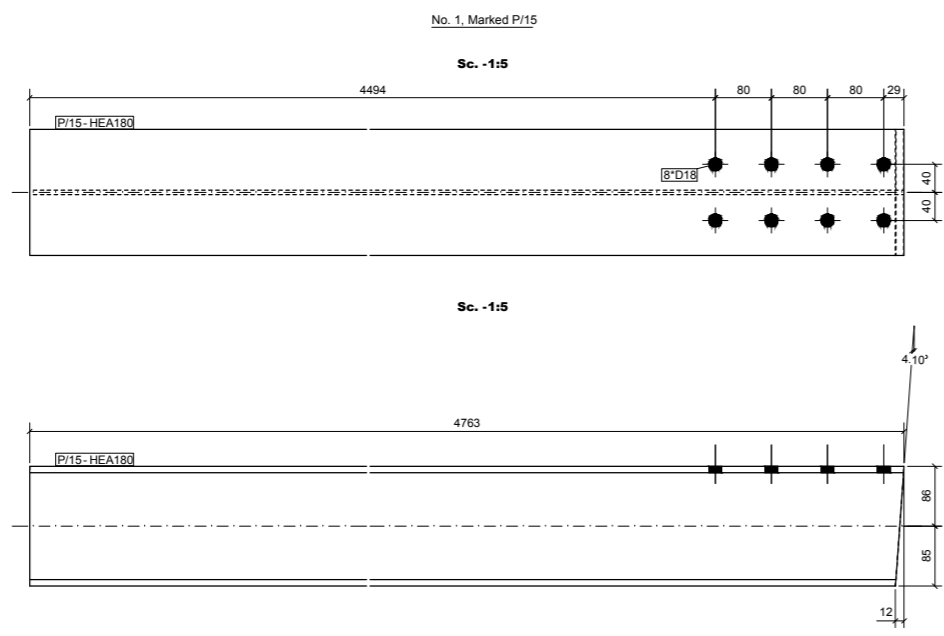 No. 1, Marked P/15
Sc. -1:5
4494 80 80 80 29
P/15- HEA180
8*D18
40
40
Sc. -1:5
4.10°
4763
P/15- HEA180
86
85
12